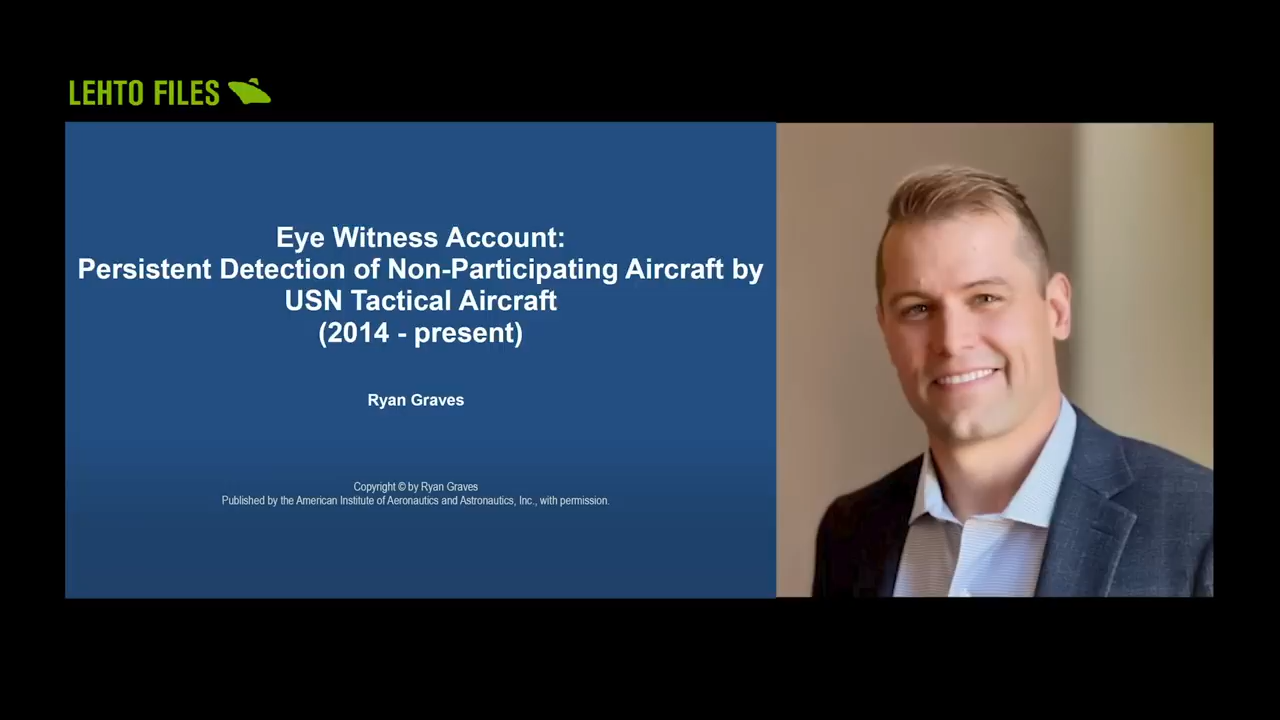 LEHTO FILES
Eye Witness Account:
Persistent Detection of Non-Participating Aircraft by
USN Tactical Aircraft
(2014 - present)
Ryan Graves
Copyright © by Ryan Graves
Published by the American Institute of Aeronautics and Astronautics, Inc., with permission.